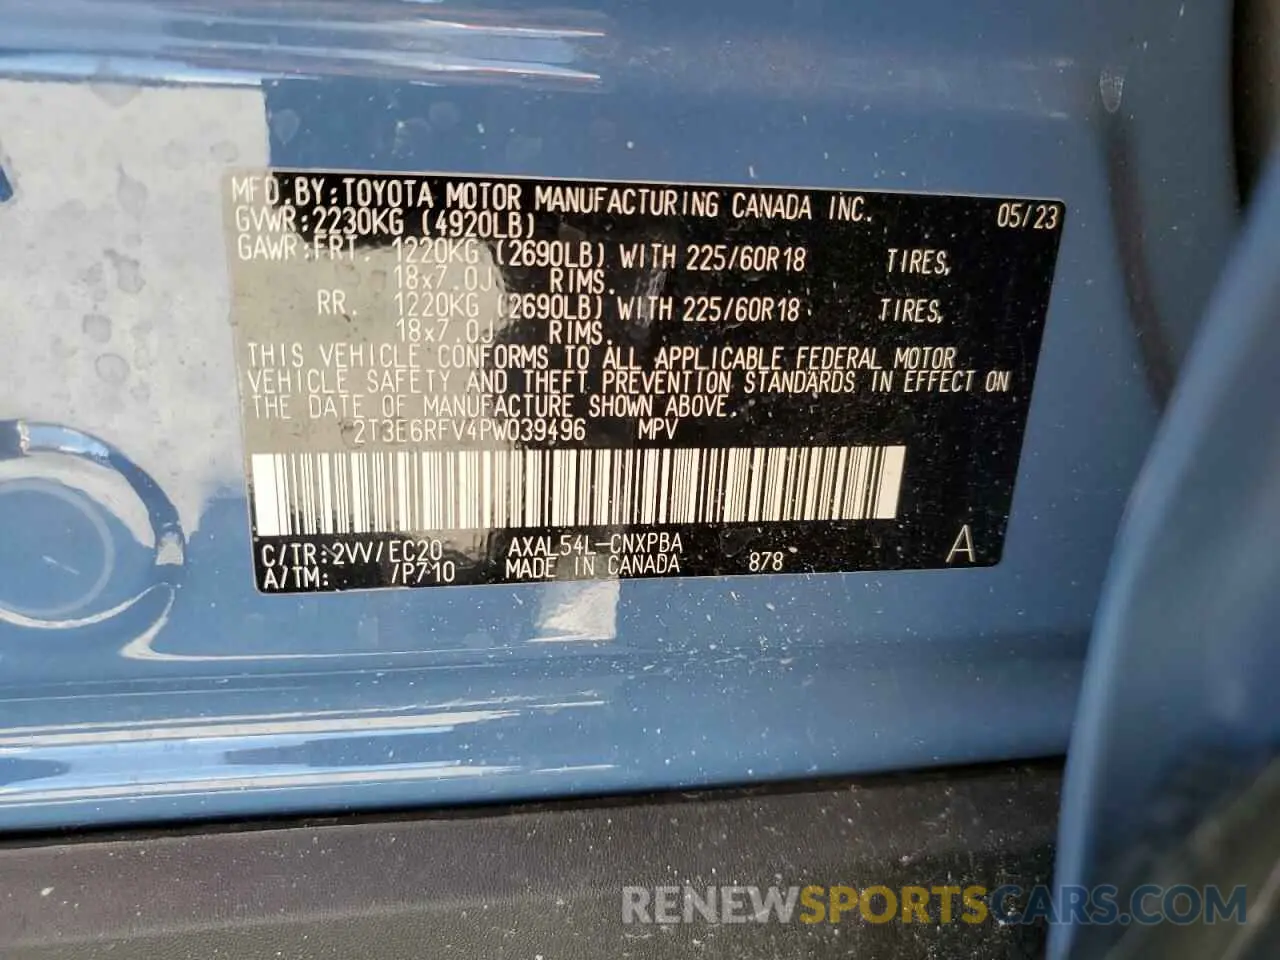 MFD.BY:TOYOTA MOTOR MANUFACTURING CANADA INC. 05/23
GVWR:2230KG (4920LB)
GAWR:FRT. 1220KG (2690LB) WITH 225/60R18 TIRES,
18x7.0J RIMS.
RR. 1220KG (2690LB) WITH 225/60R18 TIRES,
18x7.0J RIMS.
THIS VEHICLE CONFORMS TO ALL APPLICABLE FEDERAL MOTOR
VEHICLE SAFETY AND THEFT PREVENTION STANDARDS IN EFFECT ON
THE DATE OF MANUFACTURE SHOWN ABOVE.
2T3E6RFV4PW039496 MPV
C/TR:2VV/EC20 AXAL54L-CNXPBA A
A/TM: /P710 MADE IN CANADA 878
RENEWSPORTSCARS.COM